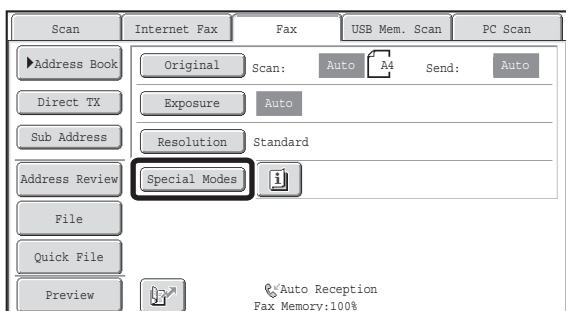 Scan Internet Fax Fax USB Mem. Scan PC Scan
Address Book Original Scan: Auto A4 Send: Auto
Direct TX Exposure Auto
Sub Address Resolution Standard
Address Review Special Modes
File
Quick File
Preview Auto Reception
Fax Memory:100%